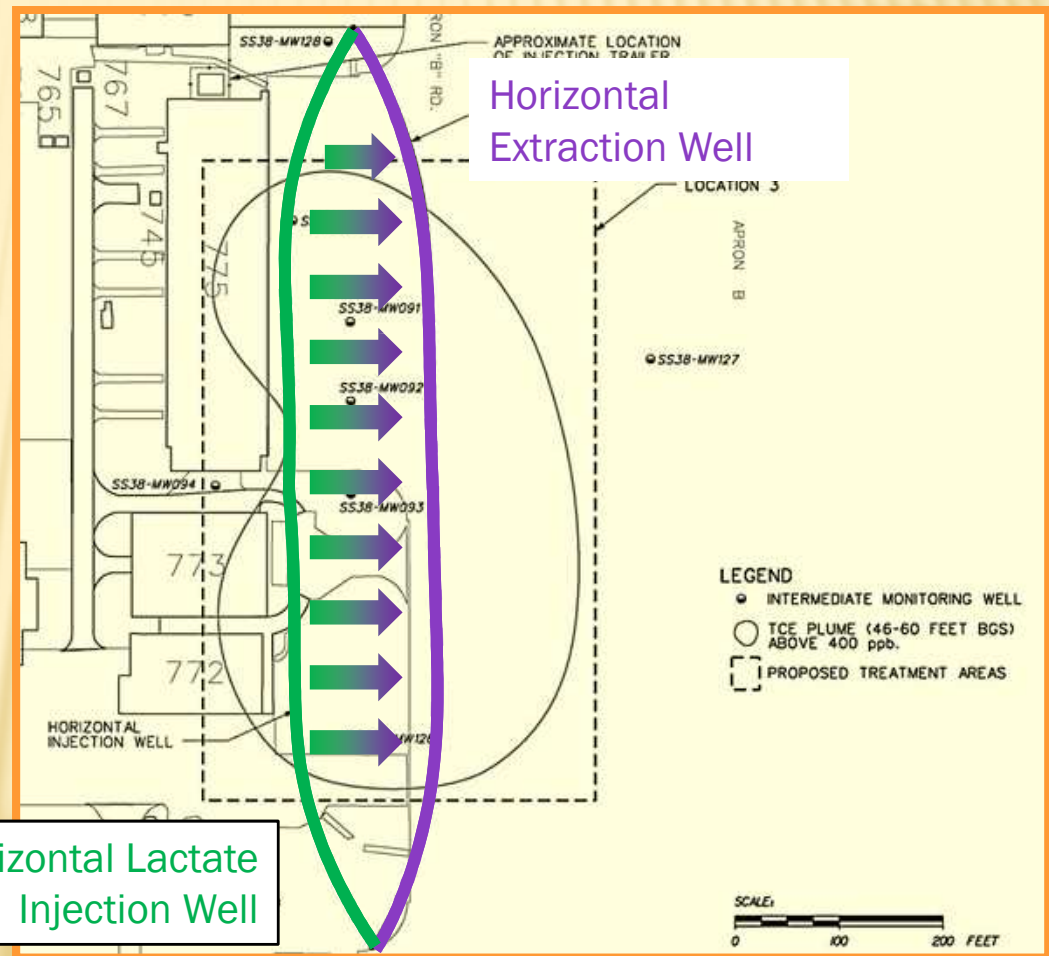 SS38-MW128
APPROXIMATE LOCATION
OF INJECTION TRAILER
"B" RD.
Horizontal
Extraction Well
765
767
LOCATION 3
745
775
APRON B
SS38-MW091
SS38-MW127
SS38-MW092
SS38-MW094
SS38-MW093
773
LEGEND
INTERMEDIATE MONITORING WELL
TCE PLUME (46-60 FEET BGS)
ABOVE 400 ppb.
PROPOSED TREATMENT AREAS
772
HORIZONTAL
INJECTION WELL
izontal Lactate
Injection Well
SCALE:
0 100 200 FEET